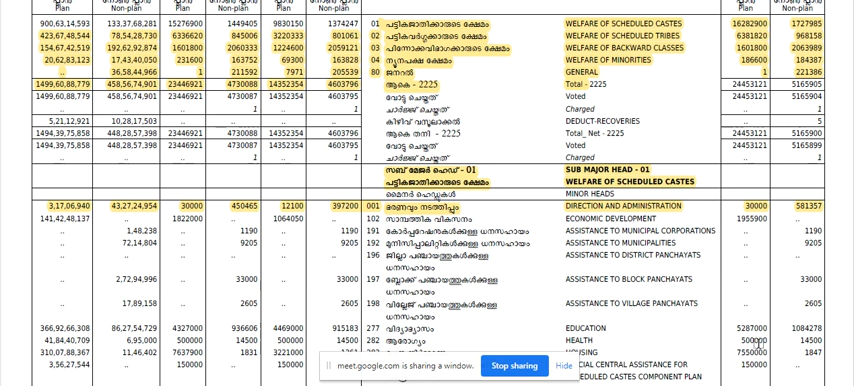 പ്ലാൻ നോൺ പ്ലാൻ പ്ലാൻ നോൺ പ്ലാൻ പ്ലാൻ നോൺ പ്ലാൻ പ്ലാൻ നോൺ പ്ലാൻ
Plan Non-plan Plan Non-plan Plan Non-plan Plan Non-plan
900,63,14,593 133,37,68,281 15276900 1449405 9830150 1374247 01 പട്ടികജാതിക്കാരുടെ ക്ഷേമം WELFARE OF SCHEDULED CASTES 16282900 1727985
423,67,48,544 78,54,28,730 6336620 845006 3220333 801061 02 പട്ടികവർഗ്ഗക്കാരുടെ ക്ഷേമം WELFARE OF SCHEDULED TRIBES 6381820 968158
154,67,42,519 192,62,92,874 1601800 2060333 1224600 2059121 03 പിന്നോക്കവിഭാഗക്കാരുടെ ക്ഷേമം WELFARE OF BACKWARD CLASSES 1601800 2063989
20,62,83,123 17,43,40,050 231600 163752 69300 163828 04 ന്യൂനപക്ഷ ക്ഷേമം WELFARE OF MINORITIES 186600 184387
.. 36,58,44,966 1 211592 7971 205539 80 ജനറൽ GENERAL 1 221386
1499,60,88,779 458,56,74,901 23446921 4730088 14352354 4603796 ആകെ - 2225 Total - 2225 24453121 5165905
1499,60,88,779 458,56,74,901 23446921 4730087 14352354 4603795 വോട്ടു ചെയ്തത് Voted 24453121 5165904
.. .. .. 1 .. 1 ചാർജ്ജ് ചെയ്തത് Charged .. 1
5,21,12,921 10,28,17,503 .. .. .. .. കിഴിവ് വസൂലാക്കൽ DEDUCT-RECOVERIES .. 5
1494,39,75,858 448,28,57,398 23446921 4730088 14352354 4603796 ആകെ തനി - 2225 Total_ Net - 2225 24453121 5165900
1494,39,75,858 448,28,57,398 23446921 4730087 14352354 4603795 വോട്ടു ചെയ്തത് Voted 24453121 5165899
.. .. .. 1 .. 1 ചാർജ്ജ് ചെയ്തത് Charged .. 1
സബ് മേജർ ഹെഡ് - 01 SUB MAJOR HEAD - 01
പട്ടികജാതിക്കാരുടെ ക്ഷേമം WELFARE OF SCHEDULED CASTES
മൈനർ ഹെഡ്ഡുകൾ MINOR HEADS
3,17,06,940 43,27,24,954 30000 450465 12100 397200 001 ഭരണവും നടത്തിപ്പും DIRECTION AND ADMINISTRATION 30000 581357
141,42,48,137 .. 1822000 .. 1064050 .. 102 സാമ്പത്തിക വികസനം ECONOMIC DEVELOPMENT 1955900 ..
.. 1,48,238 .. 1190 .. 1190 191 കോർപ്പറേഷനുകൾക്കുള്ള ധനസഹായം ASSISTANCE TO MUNICIPAL CORPORATIONS .. 1190
.. 72,14,804 .. 9205 .. 9205 192 മുനിസിപ്പാലിറ്റികൾക്കുള്ള ധനസഹായം ASSISTANCE TO MUNICIPALITIES .. 9205
.. .. .. .. .. .. 196 ജില്ലാ പഞ്ചായത്തുകൾക്കുള്ള ASSISTANCE TO DISTRICT PANCHAYATS .. ..
ധനസഹായം
.. 2,72,94,996 .. 33000 .. 33000 197 ബ്ലോക്ക് പഞ്ചായത്തുകൾക്കുള്ള ASSISTANCE TO BLOCK PANCHAYATS .. 33000
ധനസഹായം
.. 17,89,158 .. 2605 .. 2605 198 വില്ലേജ് പഞ്ചായത്തുകൾക്കുള്ള ASSISTANCE TO VILLAGE PANCHAYATS .. 2605
ധനസഹായം
366,92,66,308 86,27,54,729 4327000 936606 4469000 915183 277 വിദ്യാഭ്യാസം EDUCATION 5287000 1084278
41,84,40,709 6,95,000 500000 14500 500000 14500 282 ആരോഗ്യം HEALTH 500000 14500
310,07,88,367 11,46,402 7637900 1831 3221000 HOUSING 7550000 1847
3,56,27,544 .. 150000 .. 150000 CIAL CENTRAL ASSISTANCE FOR 150000 ..
EDULED CASTES COMPONENT PLAN
meet.google.com is sharing a window. Stop sharing Hide